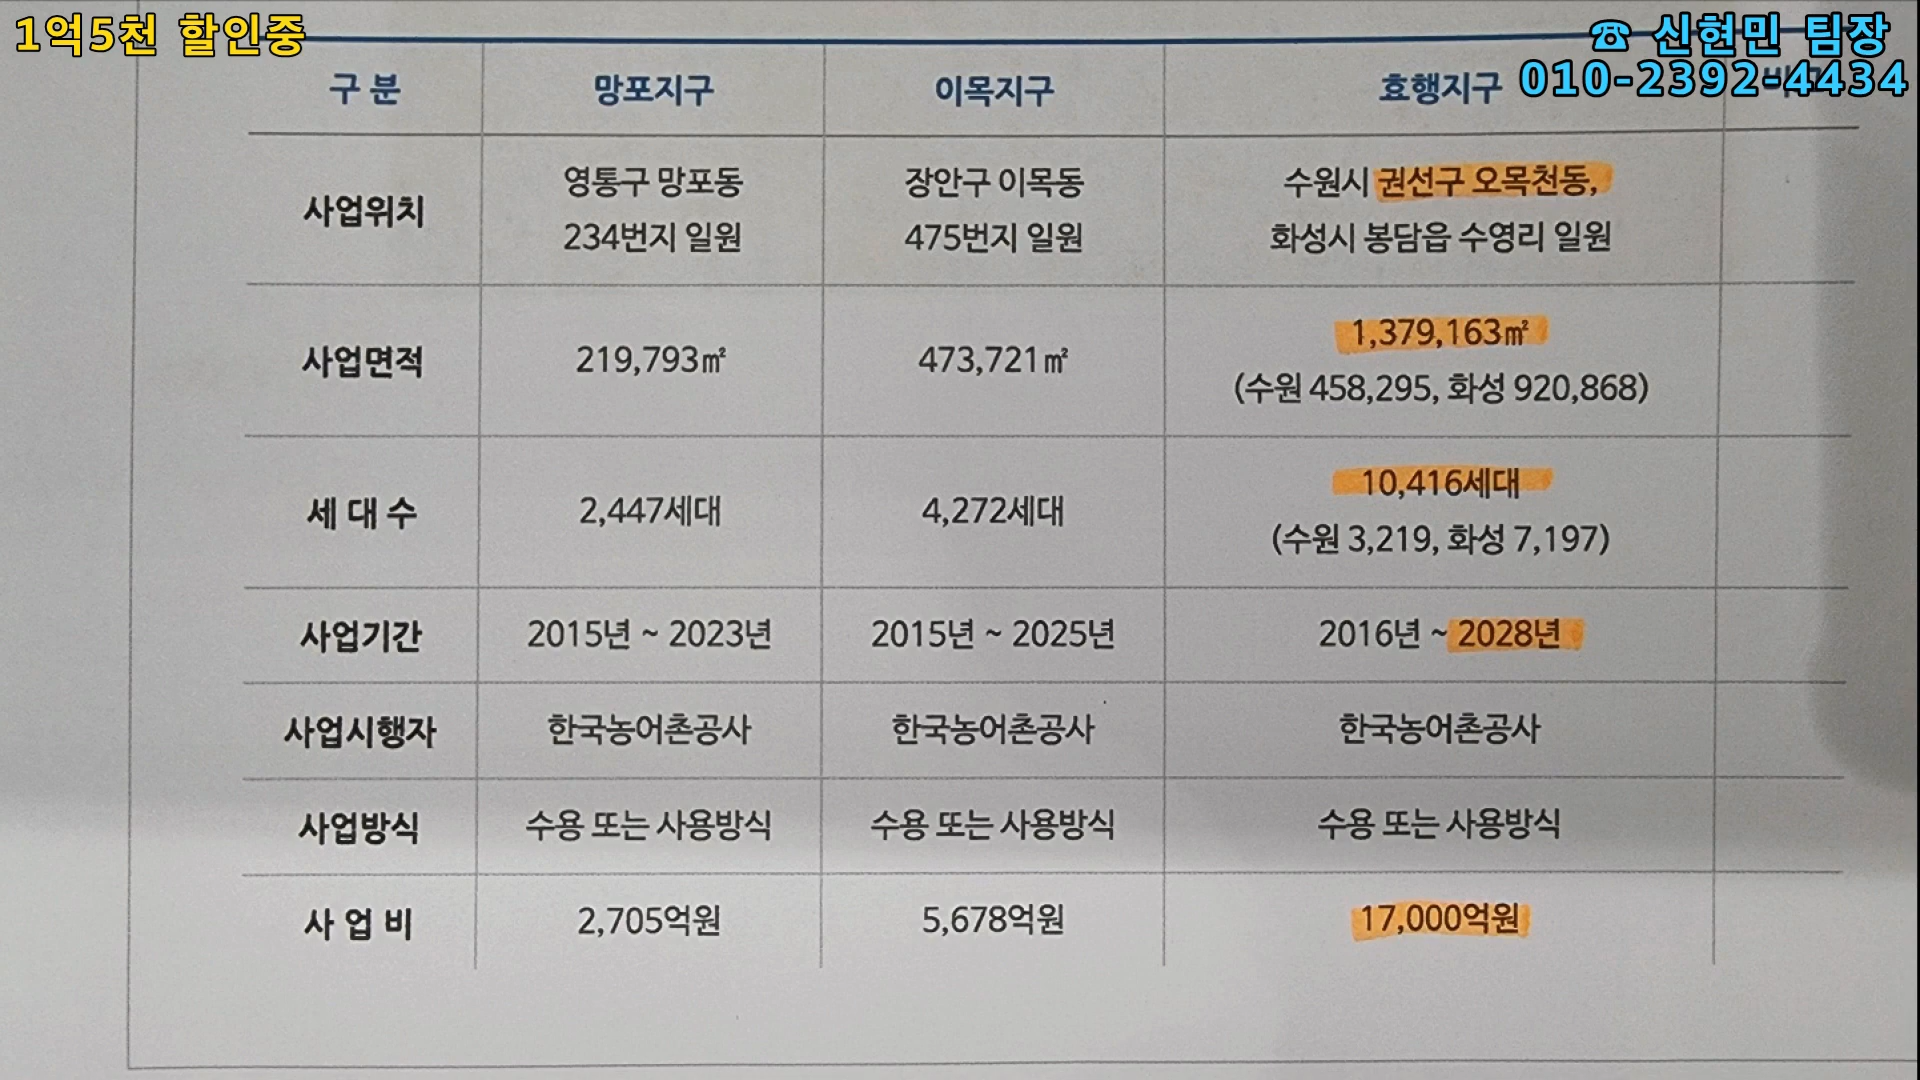 1억5천 할인중
☎ 신현민 팀장
010-2392-4434
구 분 망포지구 이목지구 효행지구
사업위치 영통구 망포동 234번지 일원 장안구 이목동 475번지 일원 수원시 권선구 오목천동, 화성시 봉담읍 수영리 일원
사업면적 219,793㎡ 473,721㎡ 1,379,163㎡ (수원 458,295, 화성 920,868)
세 대 수 2,447세대 4,272세대 10,416세대 (수원 3,219, 화성 7,197)
사업기간 2015년 ~ 2023년 2015년 ~ 2025년 2016년 ~ 2028년
사업시행자 한국농어촌공사 한국농어촌공사 한국농어촌공사
사업방식 수용 또는 사용방식 수용 또는 사용방식 수용 또는 사용방식
사 업 비 2,705억원 5,678억원 17,000억원